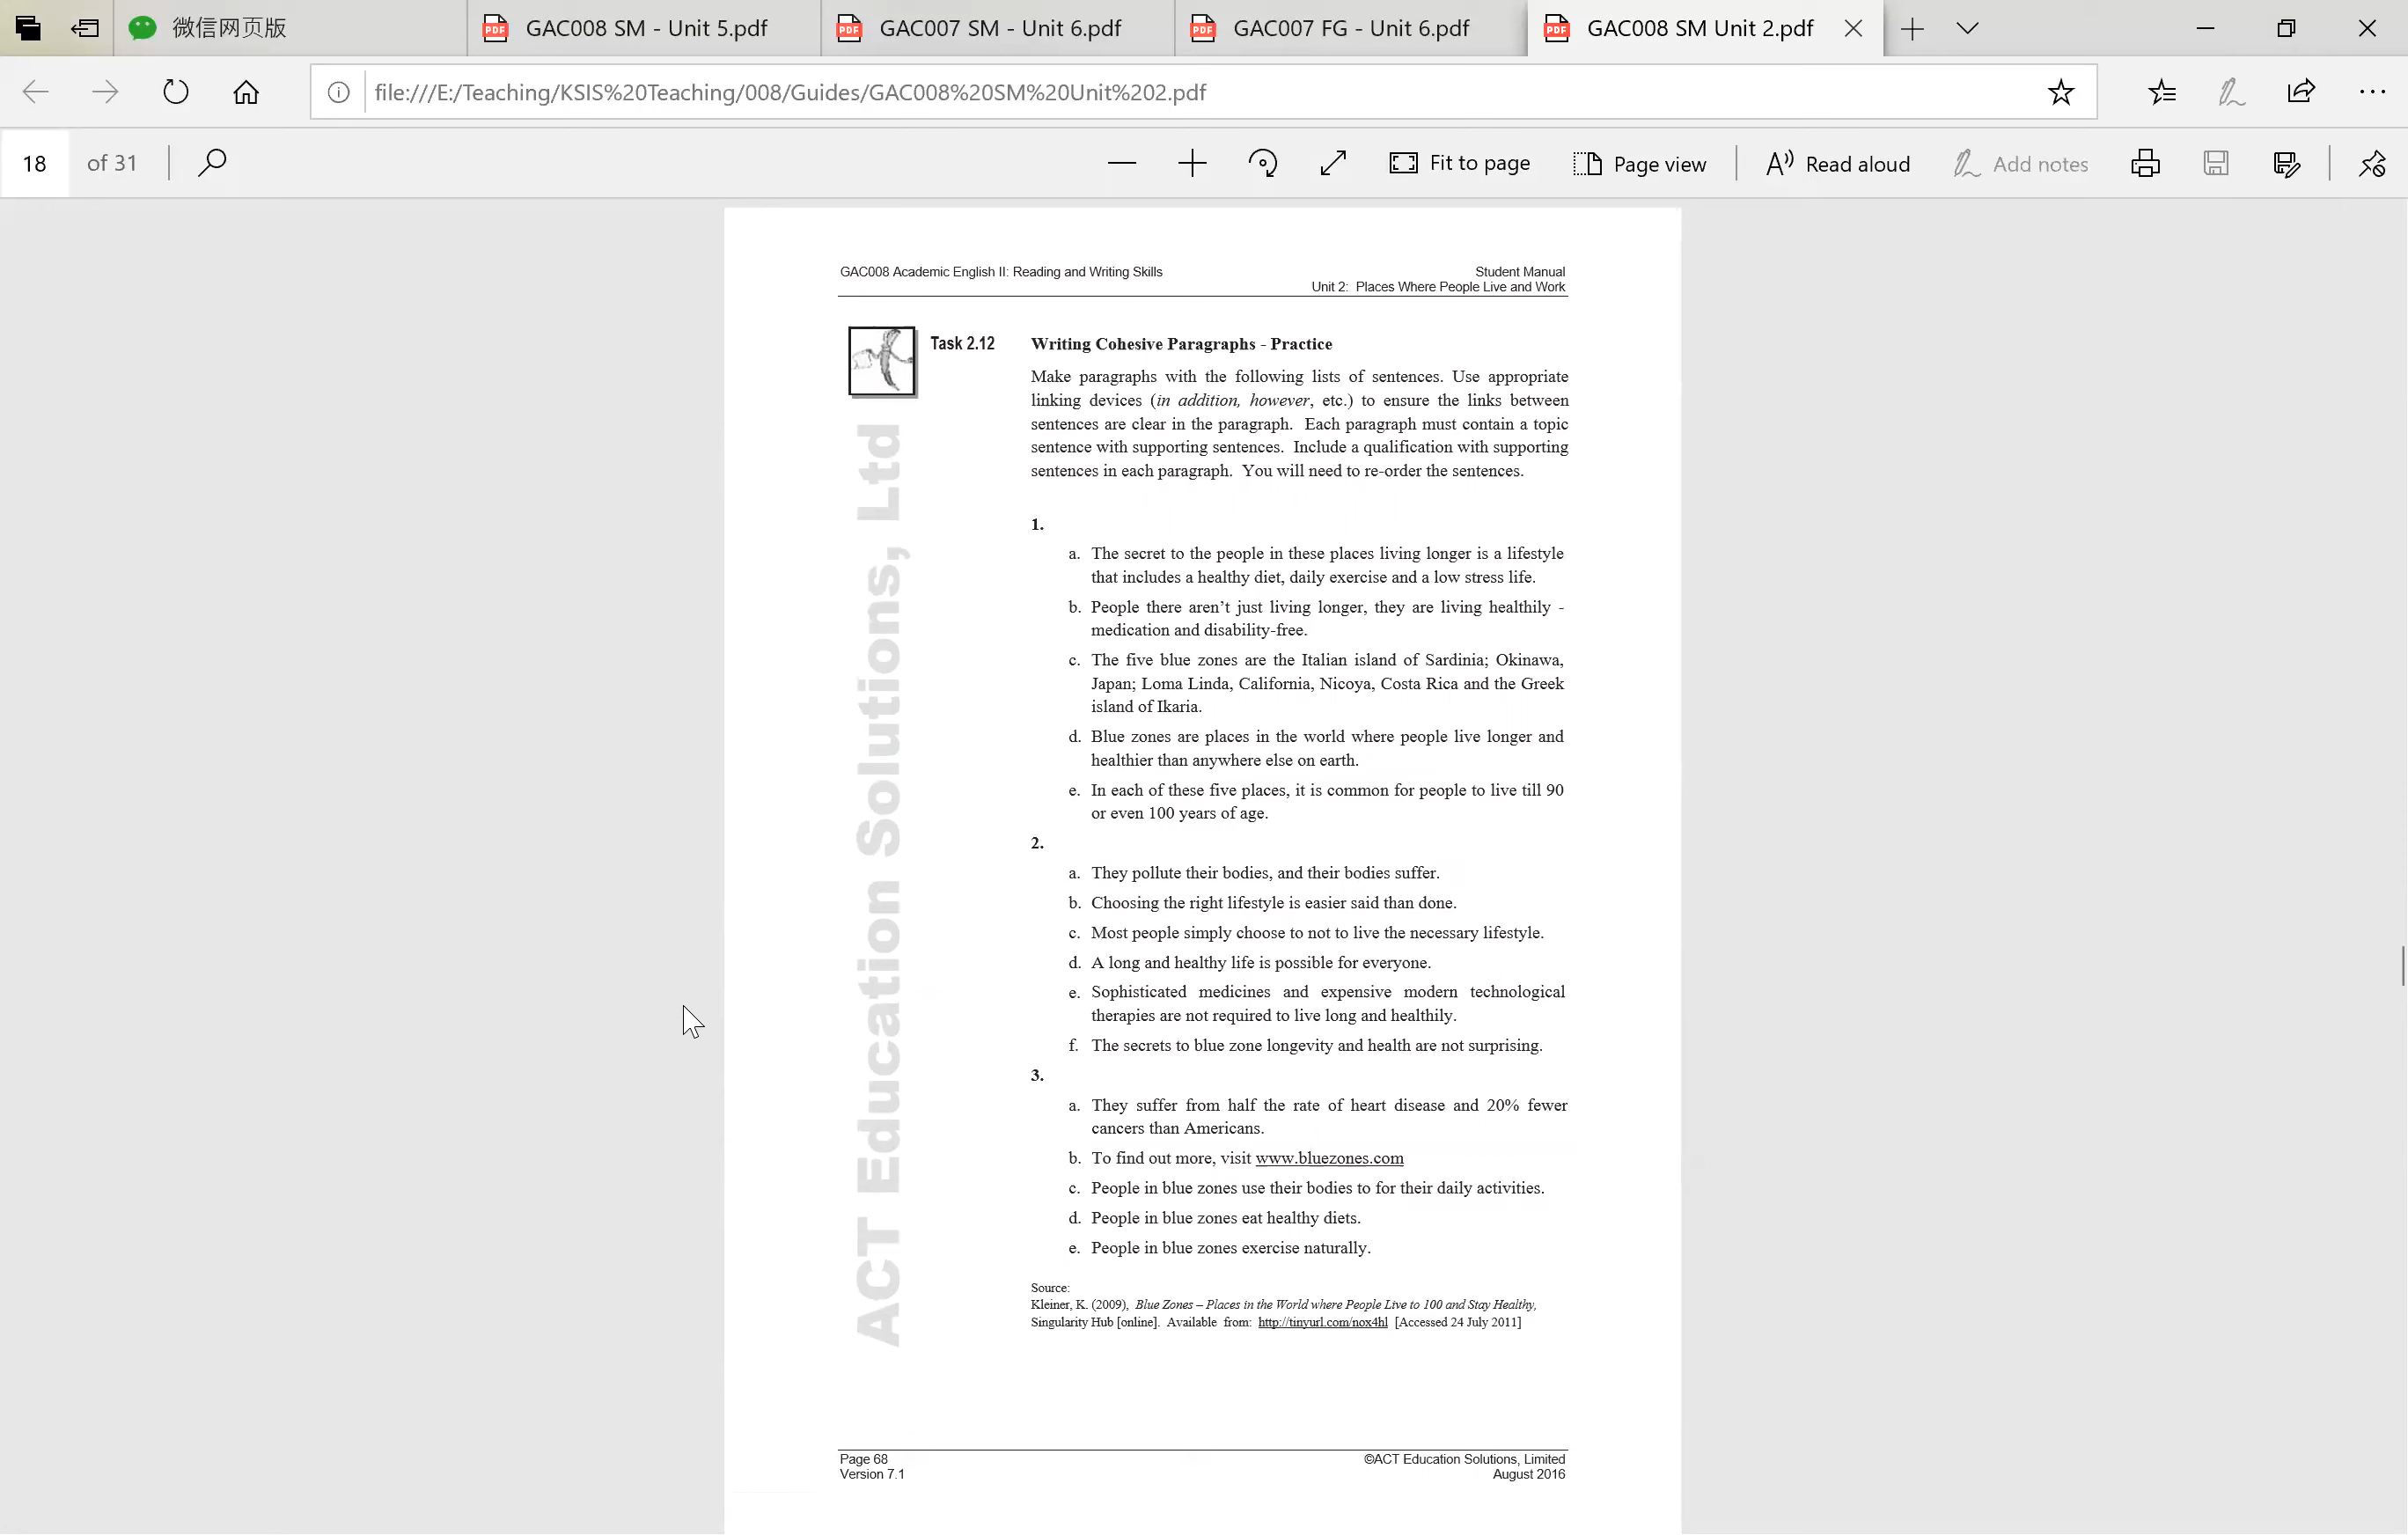 微信网页版
GAC008 SM - Unit 5.pdf
GAC007 SM - Unit 6.pdf
GAC007 FG - Unit 6.pdf
GAC008 SM Unit 2.pdf
file:///E:/Teaching/KSIS%20Teaching/008/Guides/GAC008%20SM%20Unit%202.pdf
18 of 31
Fit to page
Page view
Read aloud
Add notes
GAC008 Academic English II: Reading and Writing Skills
Student Manual
Unit 2: Places Where People Live and Work
Task 2.12
Writing Cohesive Paragraphs - Practice
Make paragraphs with the following lists of sentences. Use appropriate
linking devices (in addition, however, etc.) to ensure the links between
sentences are clear in the paragraph. Each paragraph must contain a topic
sentence with supporting sentences. Include a qualification with supporting
sentences in each paragraph. You will need to re-order the sentences.
1.
a. The secret to the people in these places living longer is a lifestyle
that includes a healthy diet, daily exercise and a low stress life.
b. People there aren't just living longer, they are living healthily -
medication and disability-free.
c. The five blue zones are the Italian island of Sardinia; Okinawa,
Japan; Loma Linda, California, Nicoya, Costa Rica and the Greek
island of Ikaria.
d. Blue zones are places in the world where people live longer and
healthier than anywhere else on earth.
e. In each of these five places, it is common for people to live till 90
or even 100 years of age.
2.
a. They pollute their bodies, and their bodies suffer.
b. Choosing the right lifestyle is easier said than done.
c. Most people simply choose to not to live the necessary lifestyle.
d. A long and healthy life is possible for everyone.
e. Sophisticated medicines and expensive modern technological
therapies are not required to live long and healthily.
f. The secrets to blue zone longevity and health are not surprising.
3.
a. They suffer from half the rate of heart disease and 20% fewer
cancers than Americans.
b. To find out more, visit www.bluezones.com
c. People in blue zones use their bodies to for their daily activities.
d. People in blue zones eat healthy diets.
e. People in blue zones exercise naturally.
Source:
Kleiner, K. (2009), Blue Zones – Places in the World where People Live to 100 and Stay Healthy,
Singularity Hub [online]. Available from: http://tinyurl.com/nox4hl [Accessed 24 July 2011]
ACT Education Solutions, Ltd
Page 68
Version 7.1
©ACT Education Solutions, Limited
August 2016